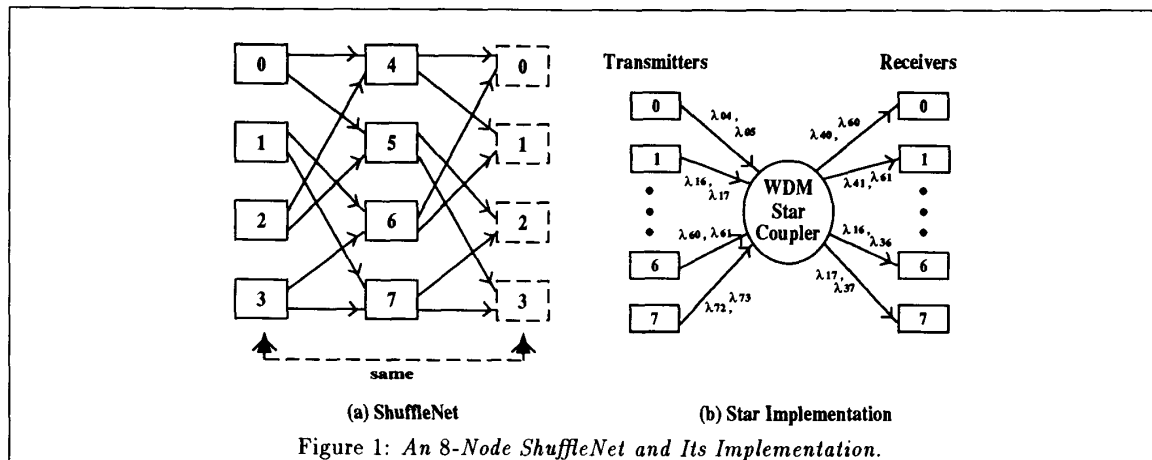 0 4 0
1 5 1
2 6 2
3 7 3
same
(a) ShuffleNet
Transmitters Receivers
0 0
λ04, λ05
λ40, λ60
1 1
λ16, λ17
λ41, λ61
WDM
Star
Coupler
λ60, λ61
λ16, λ36
6 6
λ72, λ73
λ17, λ37
7 7
(b) Star Implementation
Figure 1: An 8-Node ShuffleNet and Its Implementation.